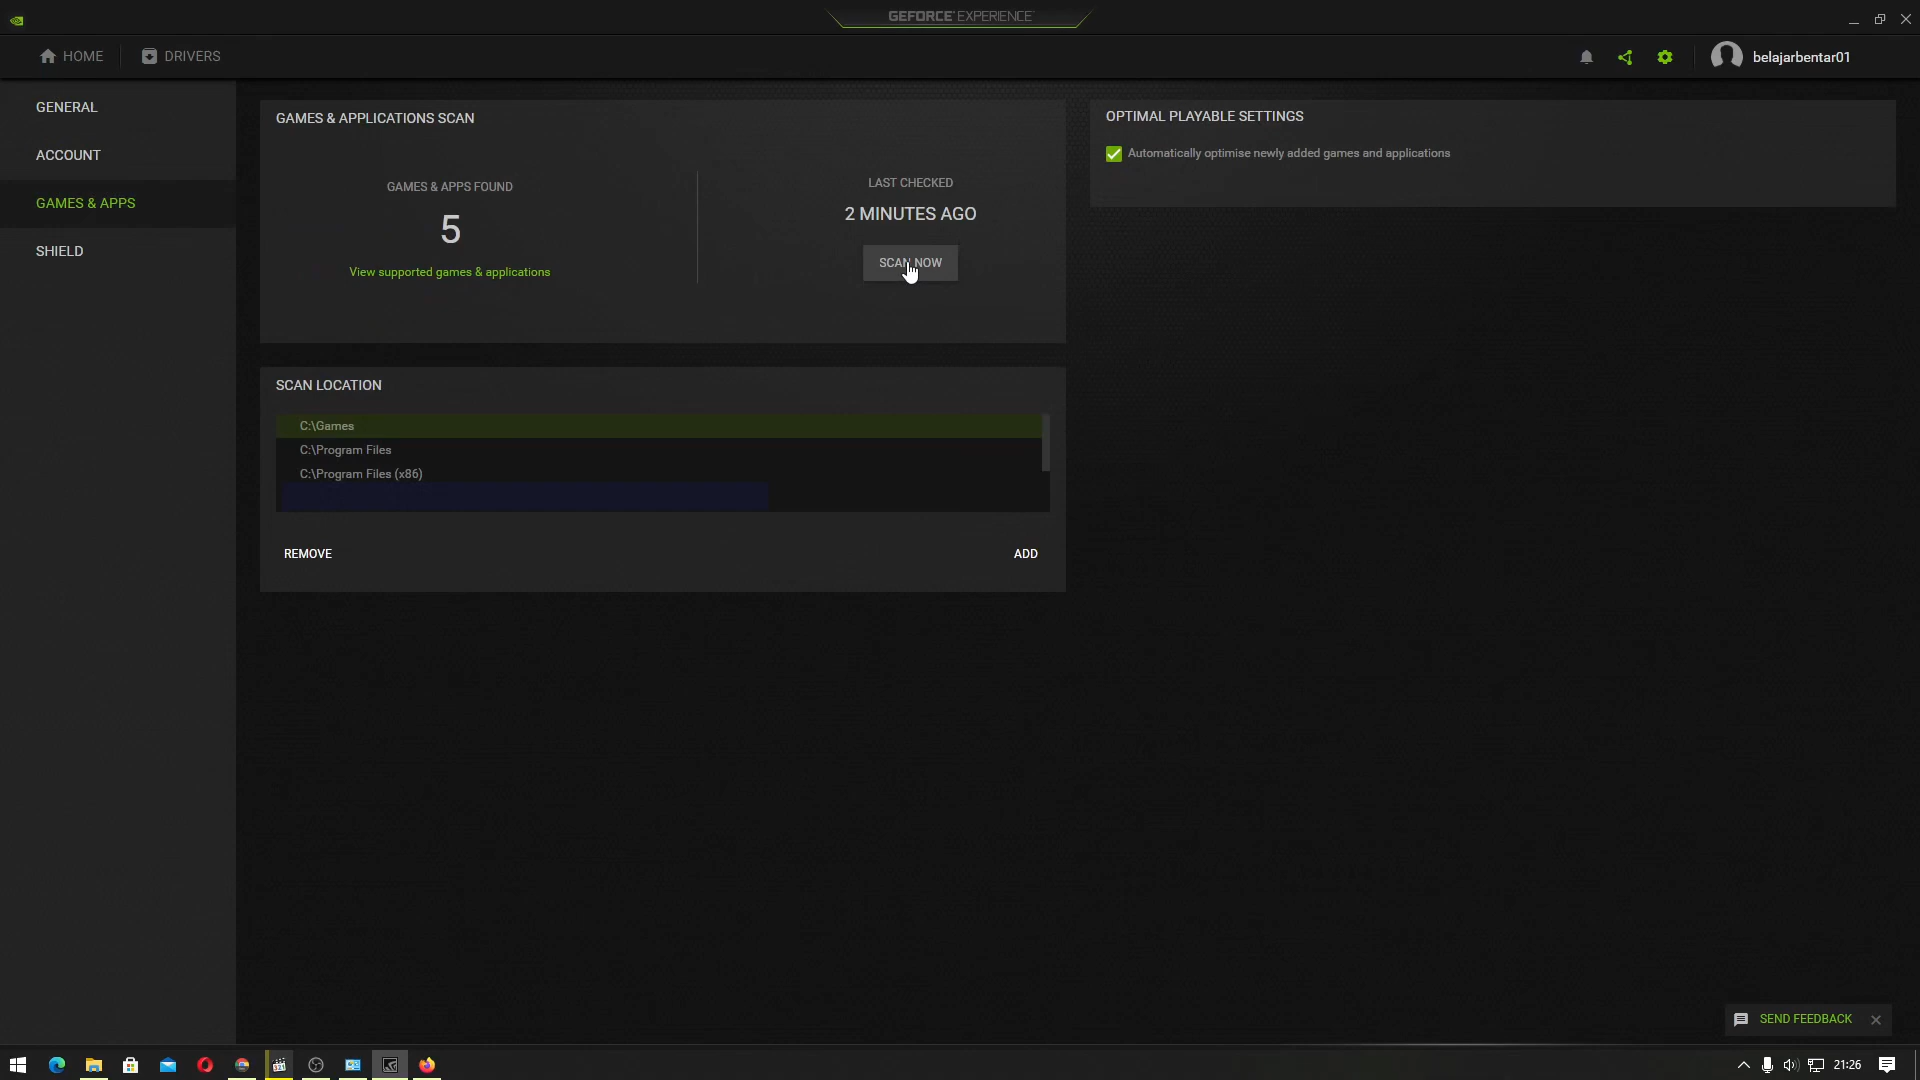 GEFORCE EXPERIENCE
HOME
DRIVERS
belajarbentar01
GENERAL
ACCOUNT
GAMES & APPS
SHIELD
GAMES & APPLICATIONS SCAN
GAMES & APPS FOUND
5
View supported games & applications
LAST CHECKED
2 MINUTES AGO
SCAN NOW
SCAN LOCATION
C:\Games
C:\Program Files
C:\Program Files (x86)
REMOVE
ADD
OPTIMAL PLAYABLE SETTINGS
Automatically optimise newly added games and applications
SEND FEEDBACK
21:26